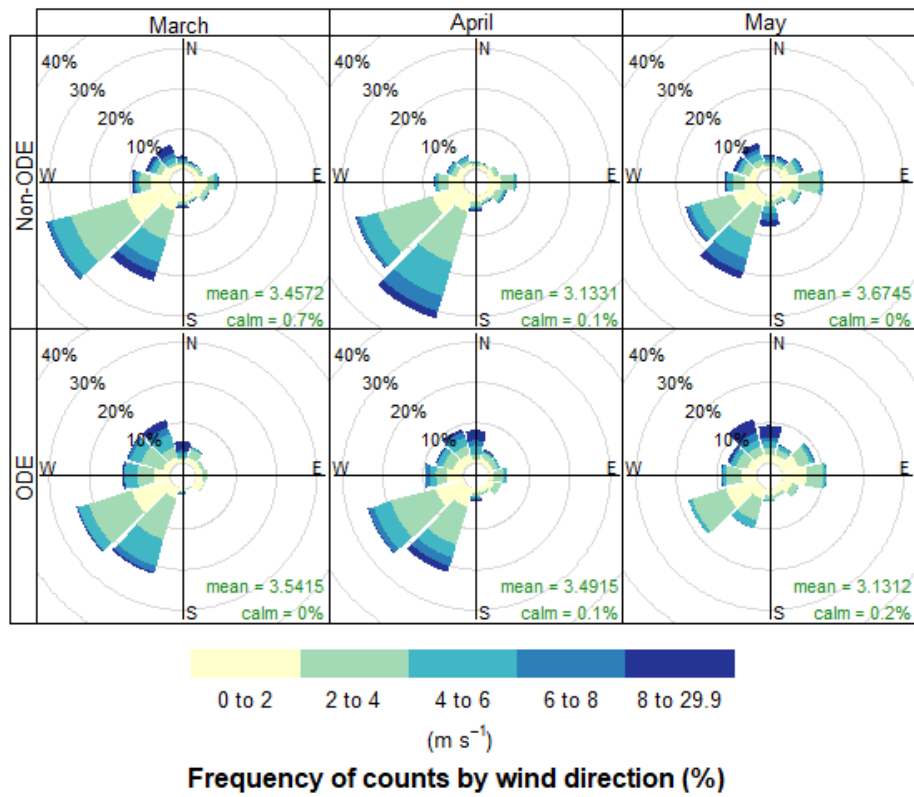 March April May
Non-ODE
N
40%
30%
20%
10%
W E
S
mean = 3.4572
calm = 0.7%
N
40%
30%
20%
10%
W E
S
mean = 3.1331
calm = 0.1%
N
40%
30%
20%
10%
W E
S
mean = 3.6745
calm = 0%
ODE
N
40%
30%
20%
10%
W E
S
mean = 3.5415
calm = 0%
N
40%
30%
20%
10%
W E
S
mean = 3.4915
calm = 0.1%
N
40%
30%
20%
10%
W E
S
mean = 3.1312
calm = 0.2%
0 to 2 2 to 4 4 to 6 6 to 8 8 to 29.9
(m s⁻¹)
Frequency of counts by wind direction (%)